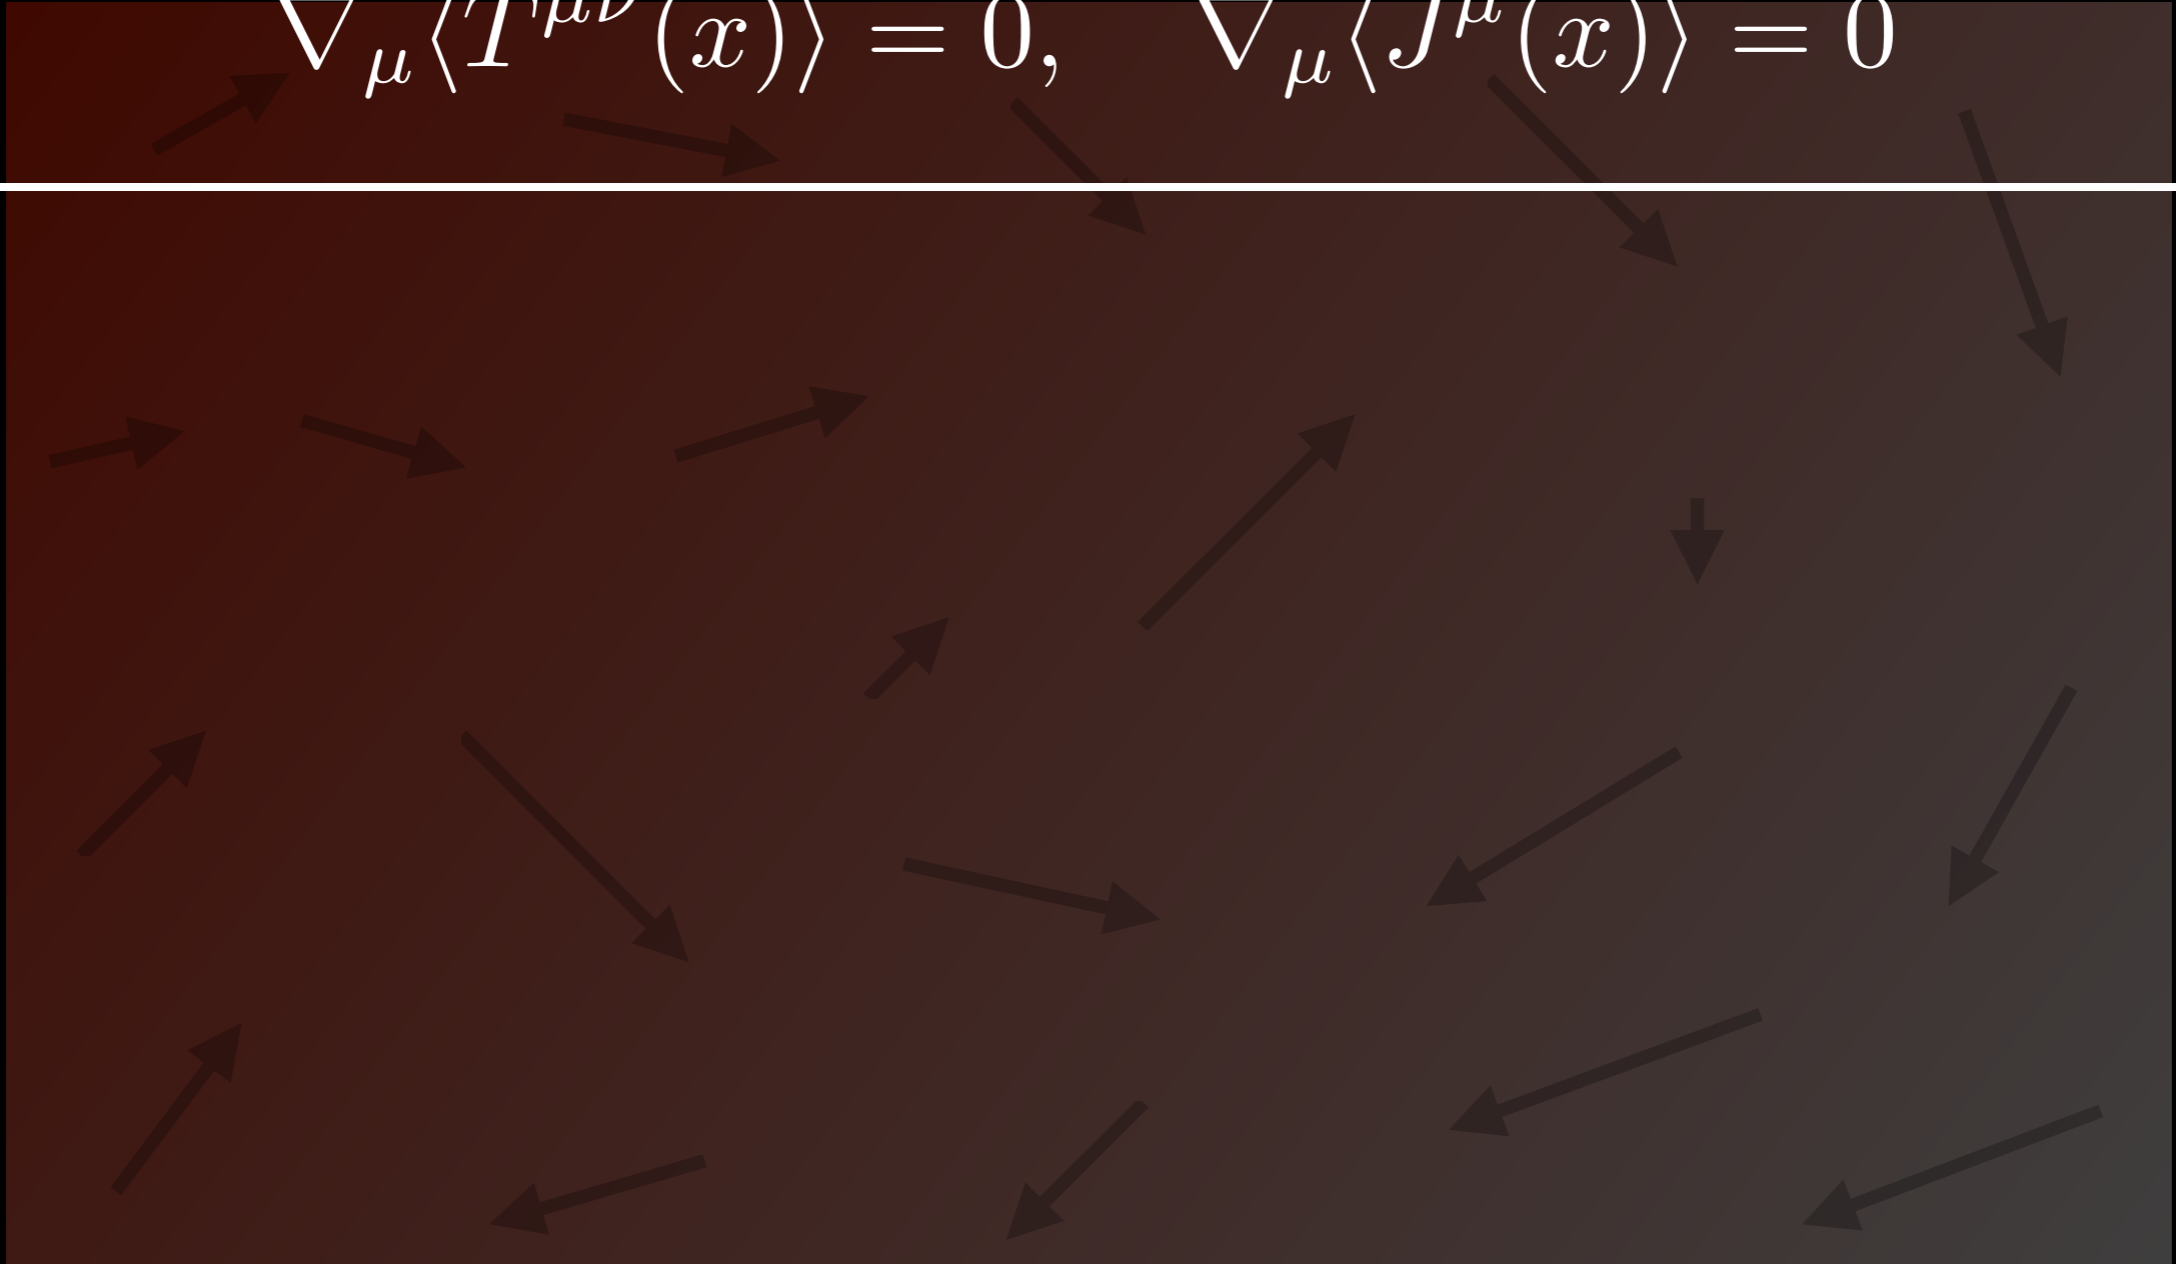 ∇_μ⟨T^{μν}(x)⟩ = 0, ∇_μ⟨J^μ(x)⟩ = 0